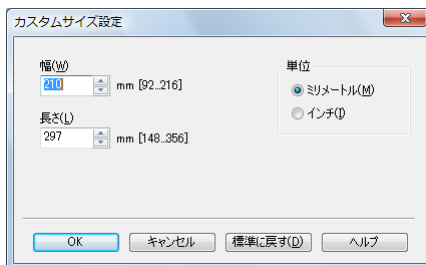 カスタムサイズ設定
幅(W)
210 mm [92...216]
長さ(L)
297 mm [148...356]
単位
ミリメートル(M)
インチ(I)
OK キャンセル 標準に戻す(D) ヘルプ